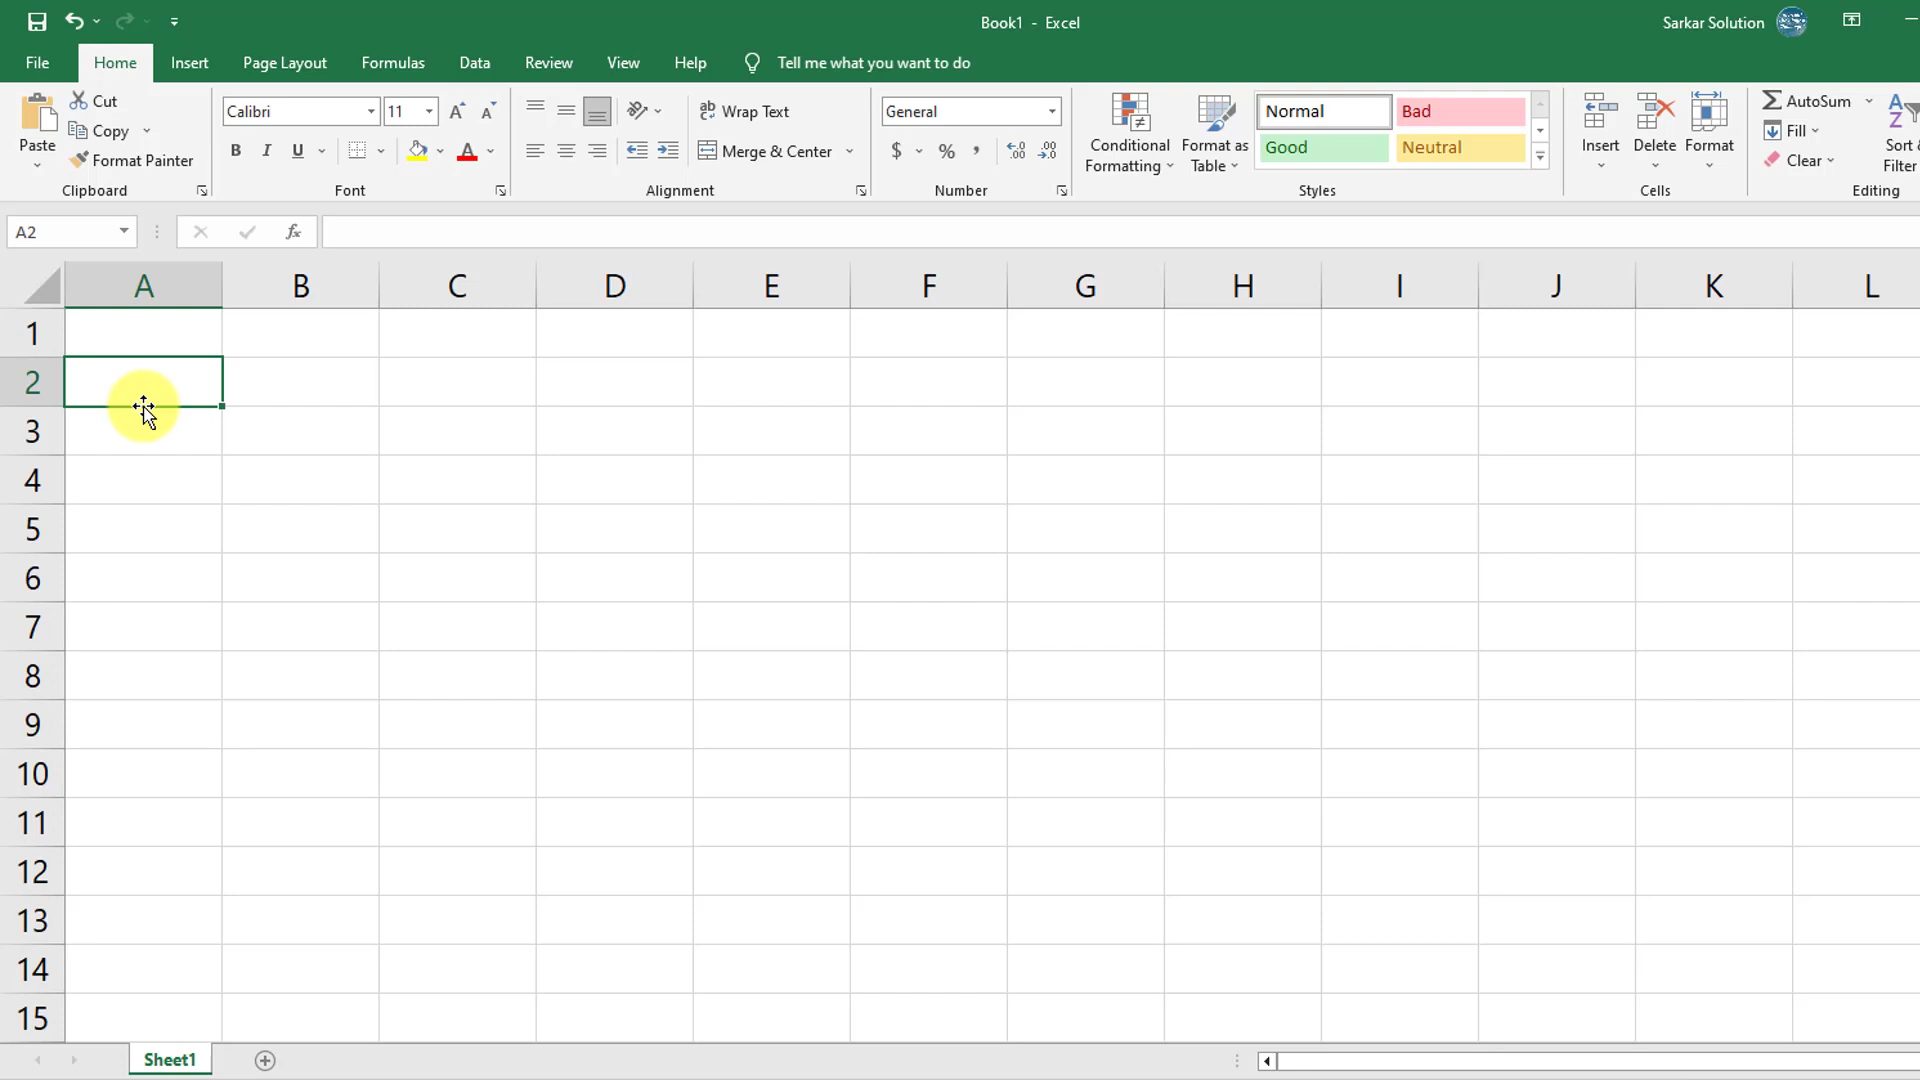 Book1 - Excel
Sarkar Solution
File Home Insert Page Layout Formulas Data Review View Help Tell me what you want to do
Paste
Cut
Copy
Format Painter
Clipboard
Calibri 11
B I U A
Font
Wrap Text
Merge & Center
Alignment
General
$ % ,
Number
Conditional
Formatting
Format as
Table
Normal Bad
Good Neutral
Styles
Insert Delete Format
Cells
AutoSum
Fill
Clear
Sort &
Filter
Editing
A2 fx
A B C D E F G H I J K L
1
2
3
4
5
6
7
8
9
10
11
12
13
14
15
Sheet1